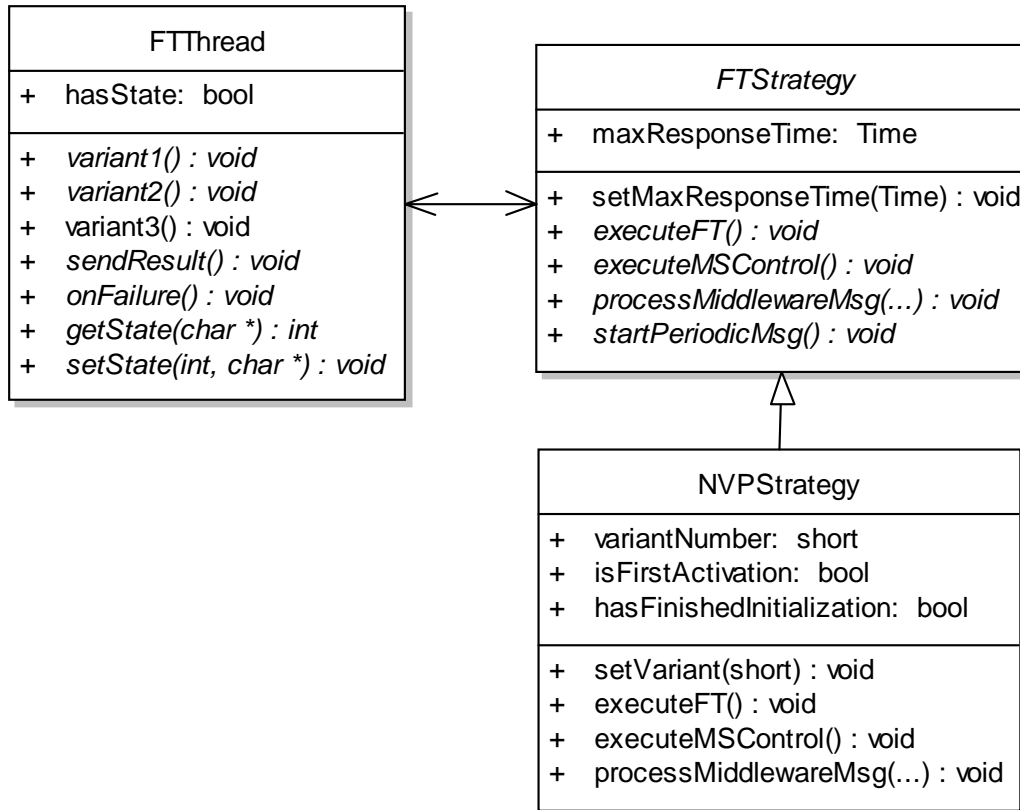 FTThread
+ hasState: bool
+ variant1() : void
+ variant2() : void
+ variant3() : void
+ sendResult() : void
+ onFailure() : void
+ getState(char *) : int
+ setState(int, char *) : void
FTStrategy
+ maxResponseTime: Time
+ setMaxResponseTime(Time) : void
+ executeFT() : void
+ executeMSControl() : void
+ processMiddlewareMsg(...) : void
+ startPeriodicMsg() : void
NVPStrategy
+ variantNumber: short
+ isFirstActivation: bool
+ hasFinishedInitialization: bool
+ setVariant(short) : void
+ executeFT() : void
+ executeMSControl() : void
+ processMiddlewareMsg(...) : void